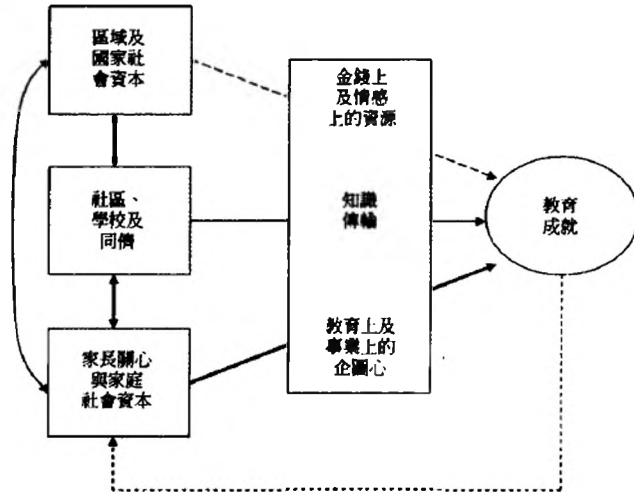 區域及
國家社
會資本
金錢上
及情感
上的資源
社區、
學校及
同儕
知識
傳輸
教育
成就
家長關心
與家庭
社會資本
教育上及
事業上的
企圖心